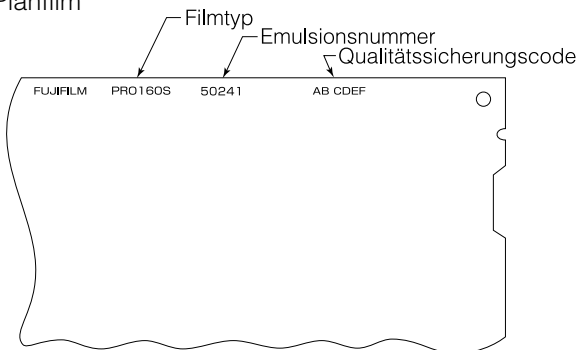 Planfilm
Filmtyp
Emulsionsnummer
Qualitätssicherungscode
FUJIFILM PRO160S 50241 AB CDEF